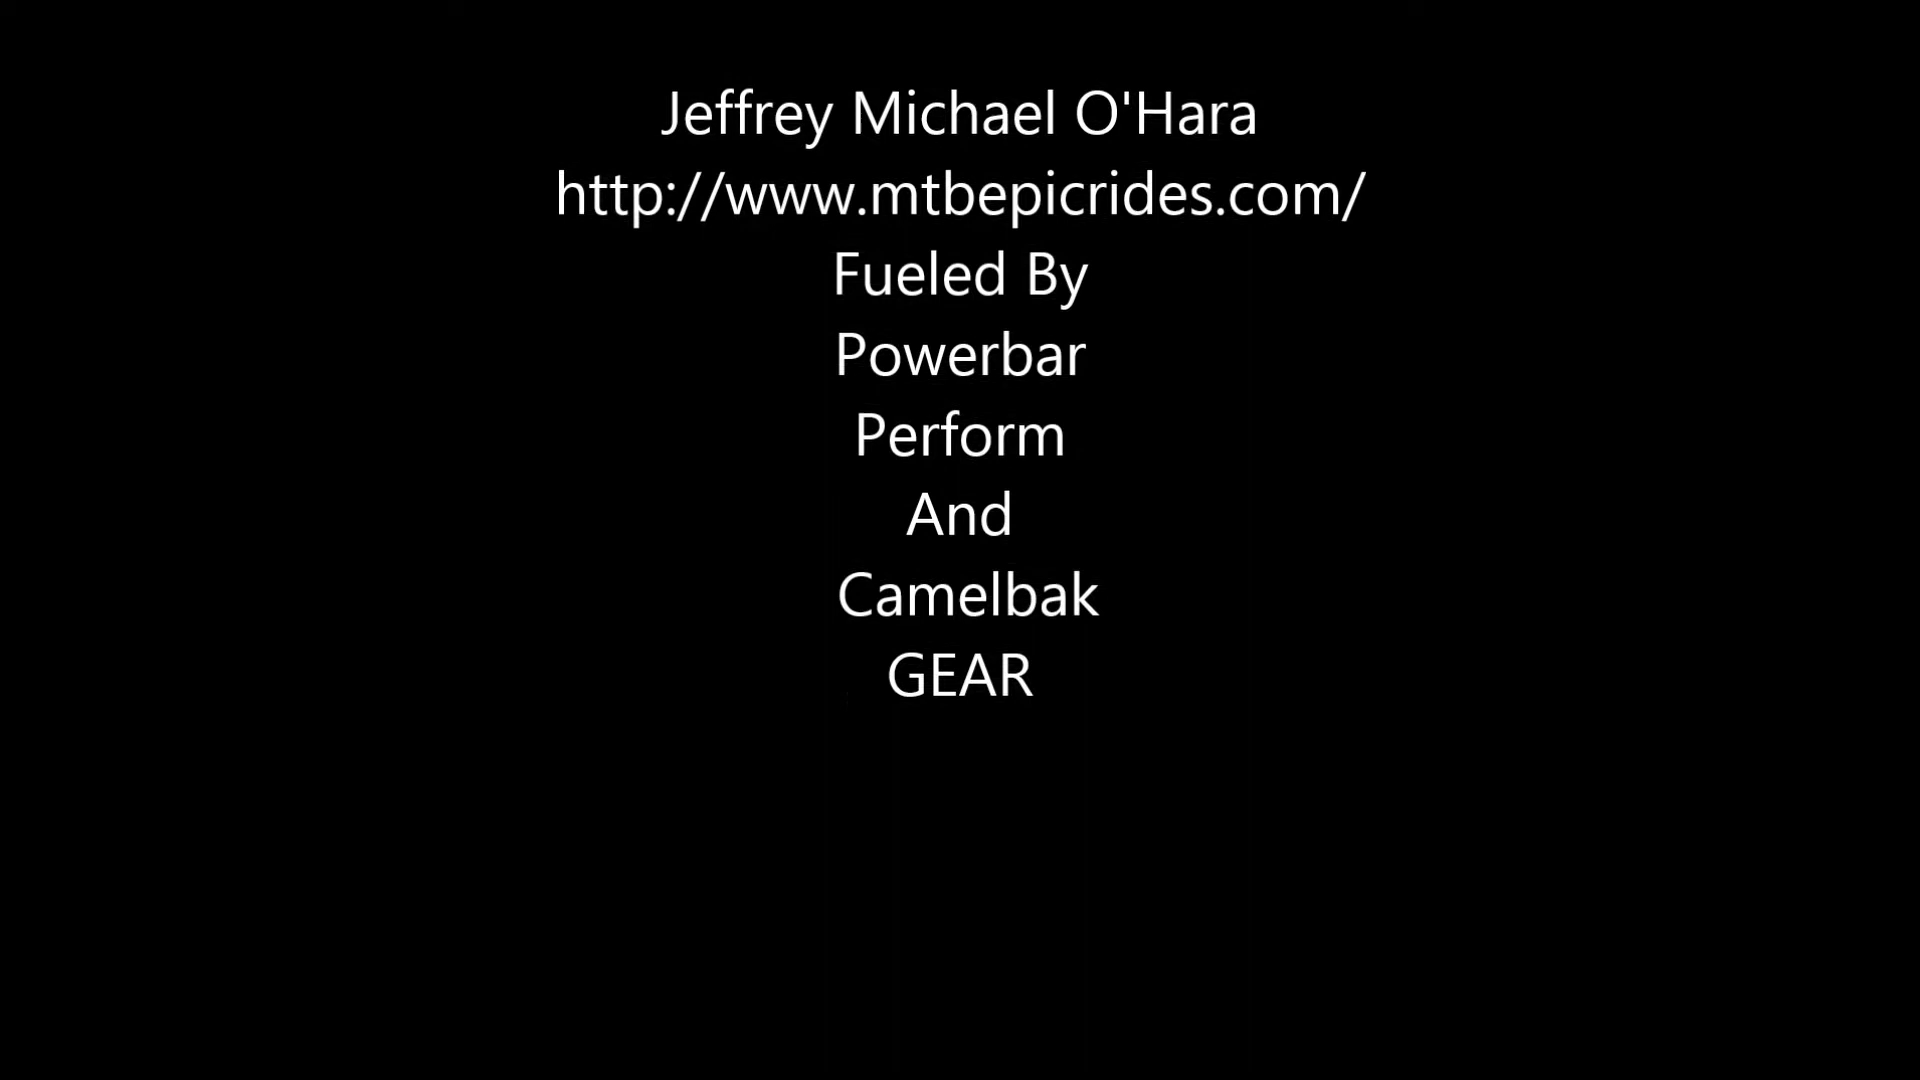 Jeffrey Michael O'Hara
http://www.mtbepicrides.com/
Fueled By
Powerbar
Perform
And
Camelbak
GEAR